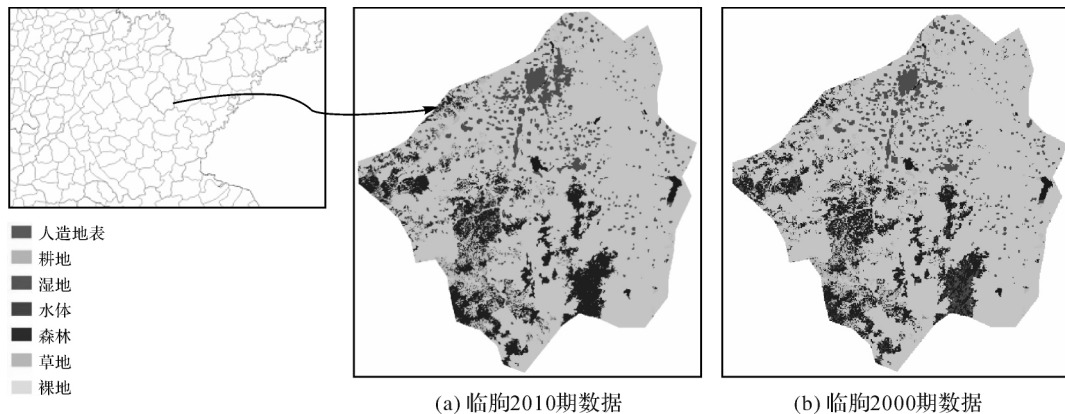 人造地表
耕地
湿地
水体
森林
草地
裸地
(a) 临朐2010期数据
(b) 临朐2000期数据